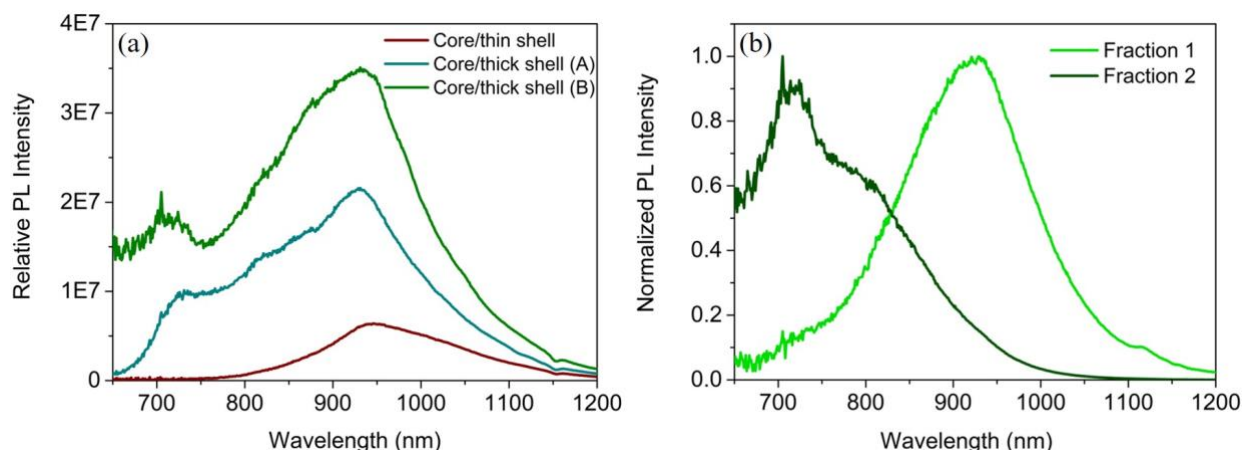 (a)
Core/thin shell
Core/thick shell (A)
Core/thick shell (B)
4E7
3E7
2E7
1E7
0
Relative PL Intensity
700 800 900 1000 1100 1200
Wavelength (nm)
(b)
Fraction 1
Fraction 2
1.0
0.8
0.6
0.4
0.2
0.0
Normalized PL Intensity
700 800 900 1000 1100 1200
Wavelength (nm)